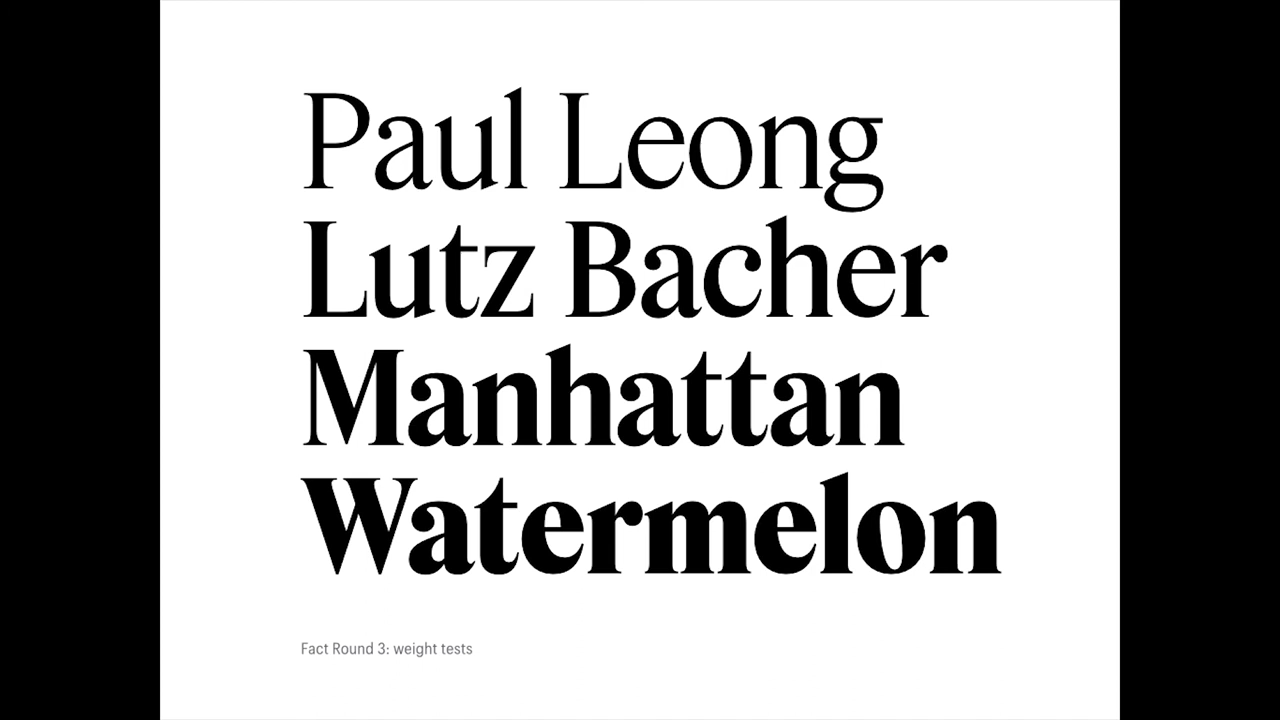 Paul Leong
Lutz Bacher
Manhattan
Watermelon
Fact Round 3: weight tests